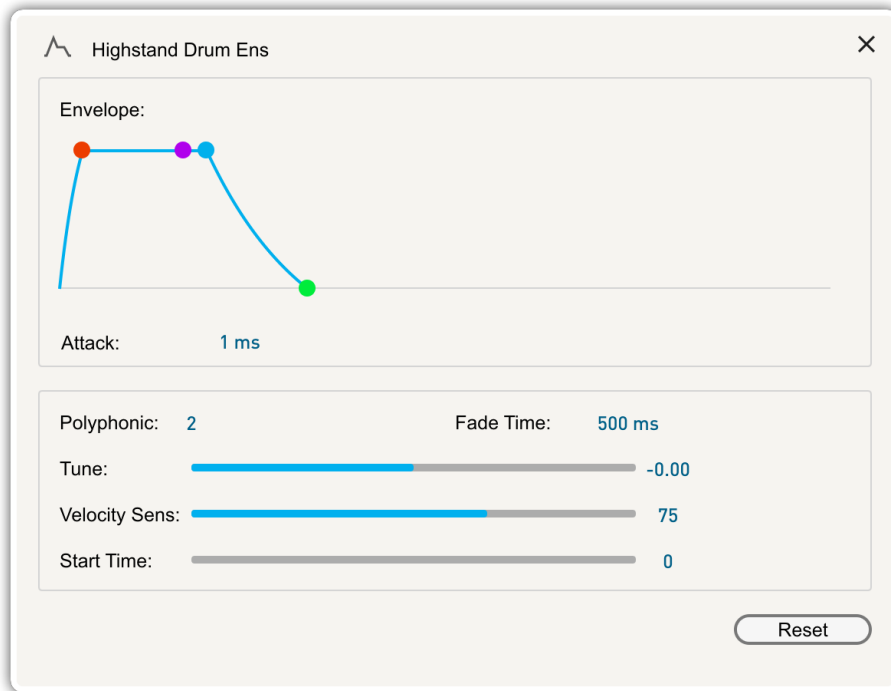 Highstand Drum Ens
Envelope:
Attack: 1 ms
Polyphonic: 2 Fade Time: 500 ms
Tune: -0.00
Velocity Sens: 75
Start Time: 0
Reset